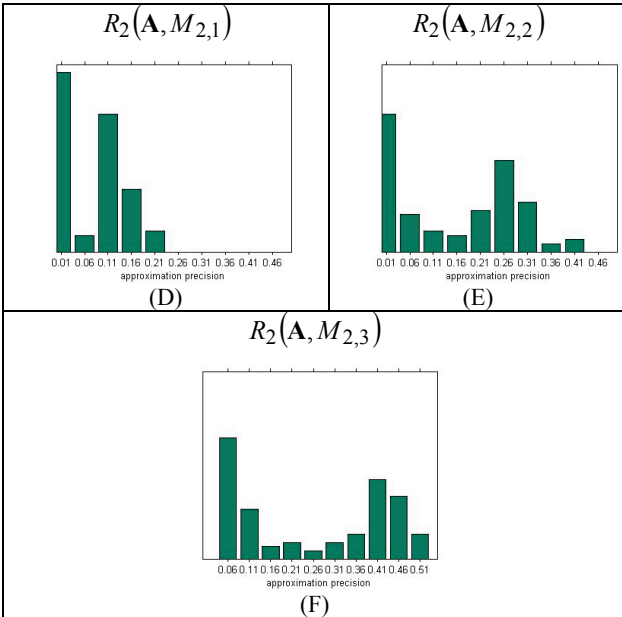 R₂(A, M₂,₁)
0.01 0.06 0.11 0.16 0.21 0.26 0.31 0.36 0.41 0.46
approximation precision
(D)
R₂(A, M₂,₂)
0.01 0.06 0.11 0.16 0.21 0.26 0.31 0.36 0.41 0.46
approximation precision
(E)
R₂(A, M₂,₃)
0.06 0.11 0.16 0.21 0.26 0.31 0.36 0.41 0.46 0.51
approximation precision
(F)